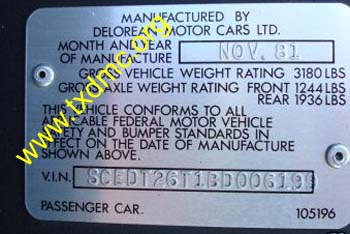 MANUFACTURED BY
DELOREAN MOTOR CARS LTD.
MONTH AND YEAR
OF MANUFACTURE NOV. 81
GROSS VEHICLE WEIGHT RATING 3180 LBS
GROSS AXLE WEIGHT RATING FRONT 1244 LBS
REAR 1936 LBS
THIS VEHICLE CONFORMS TO ALL
APPLICABLE FEDERAL MOTOR VEHICLE
SAFETY AND BUMPER STANDARDS IN
EFFECT ON THE DATE OF MANUFACTURE
SHOWN ABOVE.
V.I.N. SCEDT26T1BD006199
PASSENGER CAR. 105196
www.txdmc.org